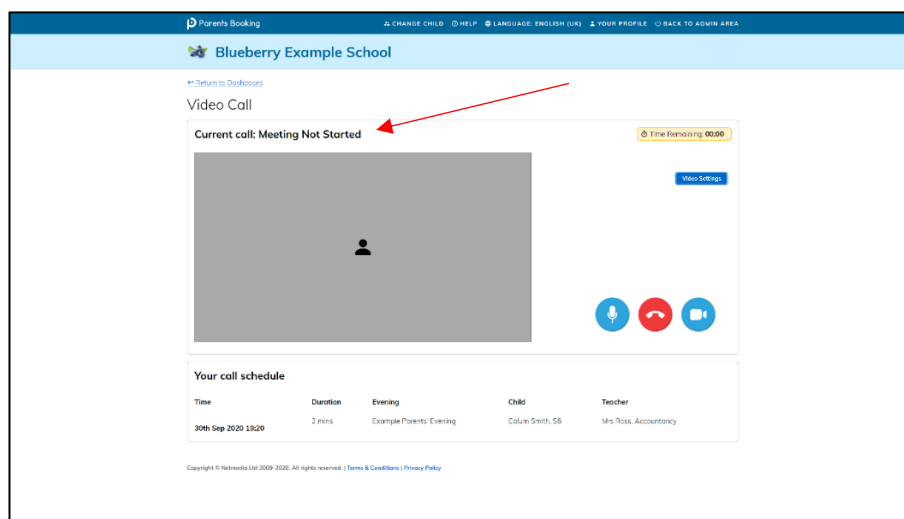 Parents Booking CHANGE CHILD HELP LANGUAGE: ENGLISH (UK) YOUR PROFILE BACK TO ADMIN AREA
Blueberry Example School
Return to Dashboard
Video Call
Current call: Meeting Not Started
Time Remaining: 00:00
Video Settings
Your call schedule
Time Duration Evening Child Teacher
30th Sep 2020 19:20 2 mins Example Parents' Evening Calum Smith, S6 Mrs Ross, Accountancy
Copyright © Netmedia Ltd 2009-2020. All rights reserved. | Terms & Conditions | Privacy Policy